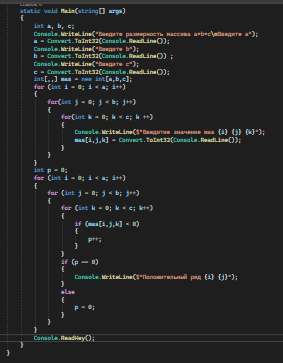 static void Main(string[] args)
{
int a, b, c;
Console.WriteLine("Введите размерность массива a*b*c\nВведите a");
a = Convert.ToInt32(Console.ReadLine());
Console.WriteLine("Введите b");
b = Convert.ToInt32(Console.ReadLine()) ;
Console.WriteLine("Введите c");
c = Convert.ToInt32(Console.ReadLine());
int[,,] mas = new int[a,b,c];
for (int i = 0; i < a; i++)
{
for(int j = 0; j < b; j++)
{
for(int k = 0; k < c; k ++)
{
Console.WriteLine($"Введите значение mas {i} {j} {k}");
mas[i,j,k] = Convert.ToInt32(Console.ReadLine());
}
}
}
int p = 0;
for (int i = 0; i < a; i++)
{
for (int j = 0; j < b; j++)
{
for (int k = 0; k < c; k++)
{
if (mas[i,j,k] < 0)
{
p++;
}
}
if (p == 0)
{
Console.WriteLine($"Положительный ряд {i} {j}");
}
else
{
p = 0;
}
}
}
Console.ReadKey();
}
}